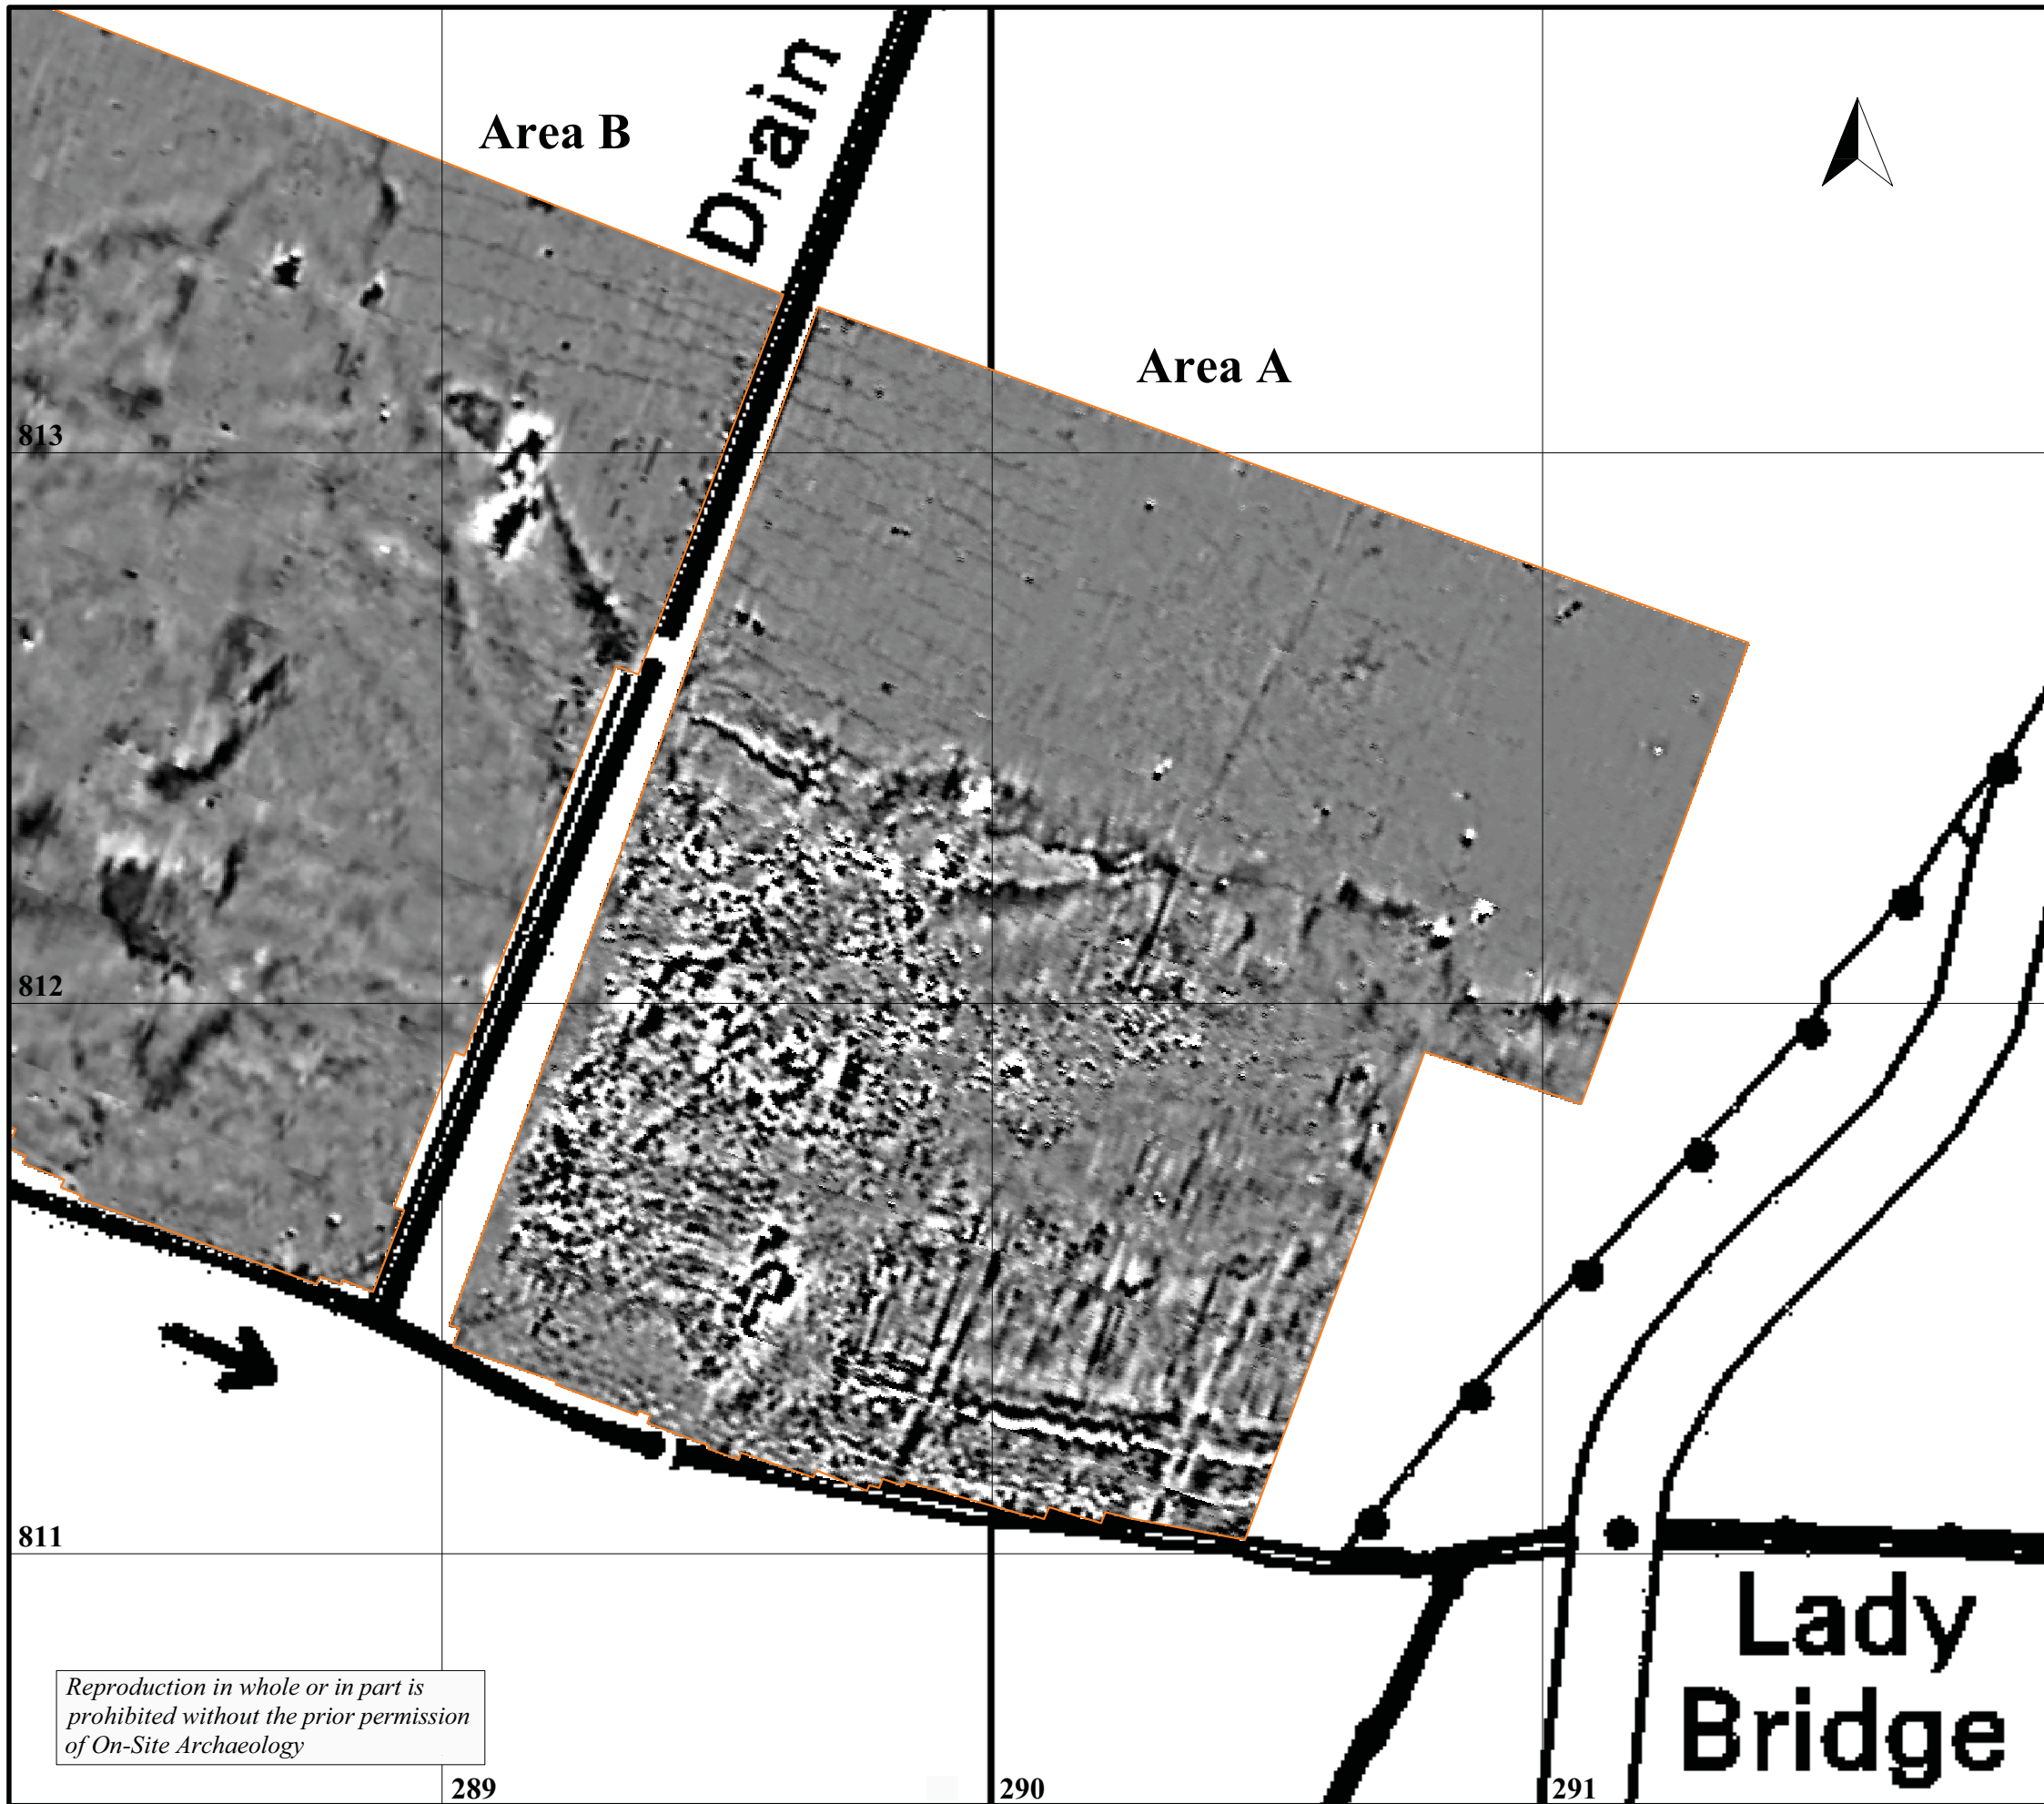 Drain
Area B
Area A
813
812
811
Lady
Bridge
Reproduction in whole or in part is
prohibited without the prior permission
of On-Site Archaeology
289
290
291